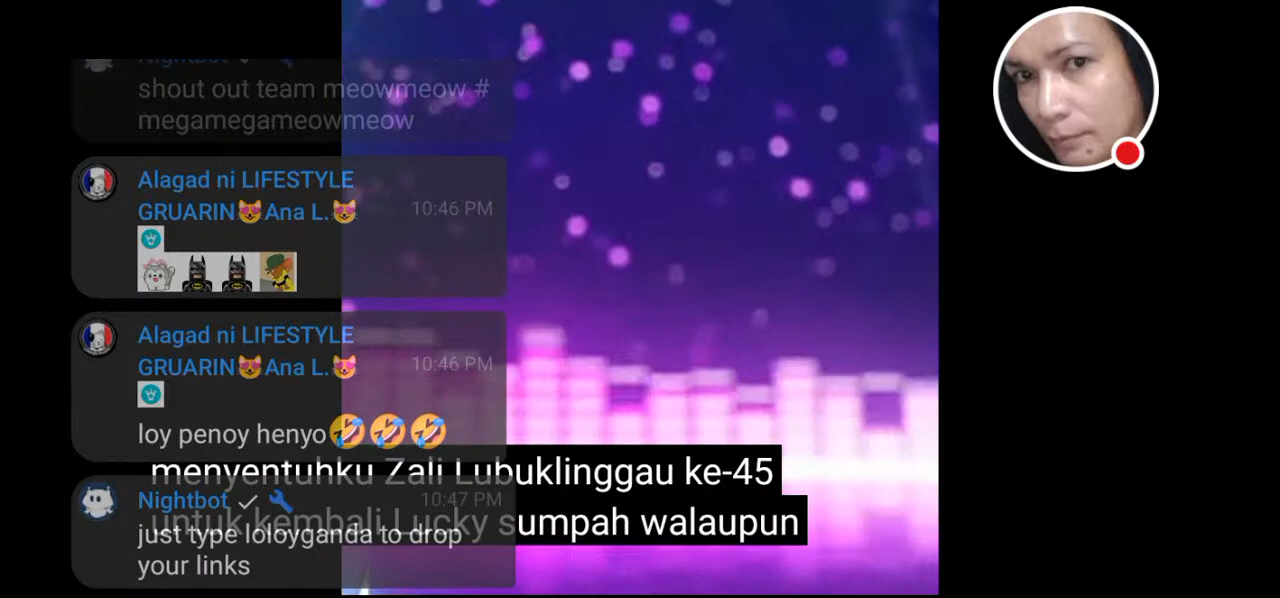 Nightbot
shout out team meowmeow #
megamegameowmeow
Alagad ni LIFESTYLE
GRUARIN😻Ana L.😻
10:46 PM
Alagad ni LIFESTYLE
GRUARIN😻Ana L.😻
10:46 PM
loy penoy henyo🤣🤣🤣
menyentuhku Zali Lubuklinggau ke-45
untuk kembali Lucky sumpah walaupun
Nightbot
10:47 PM
just type loloyganda to drop
your links